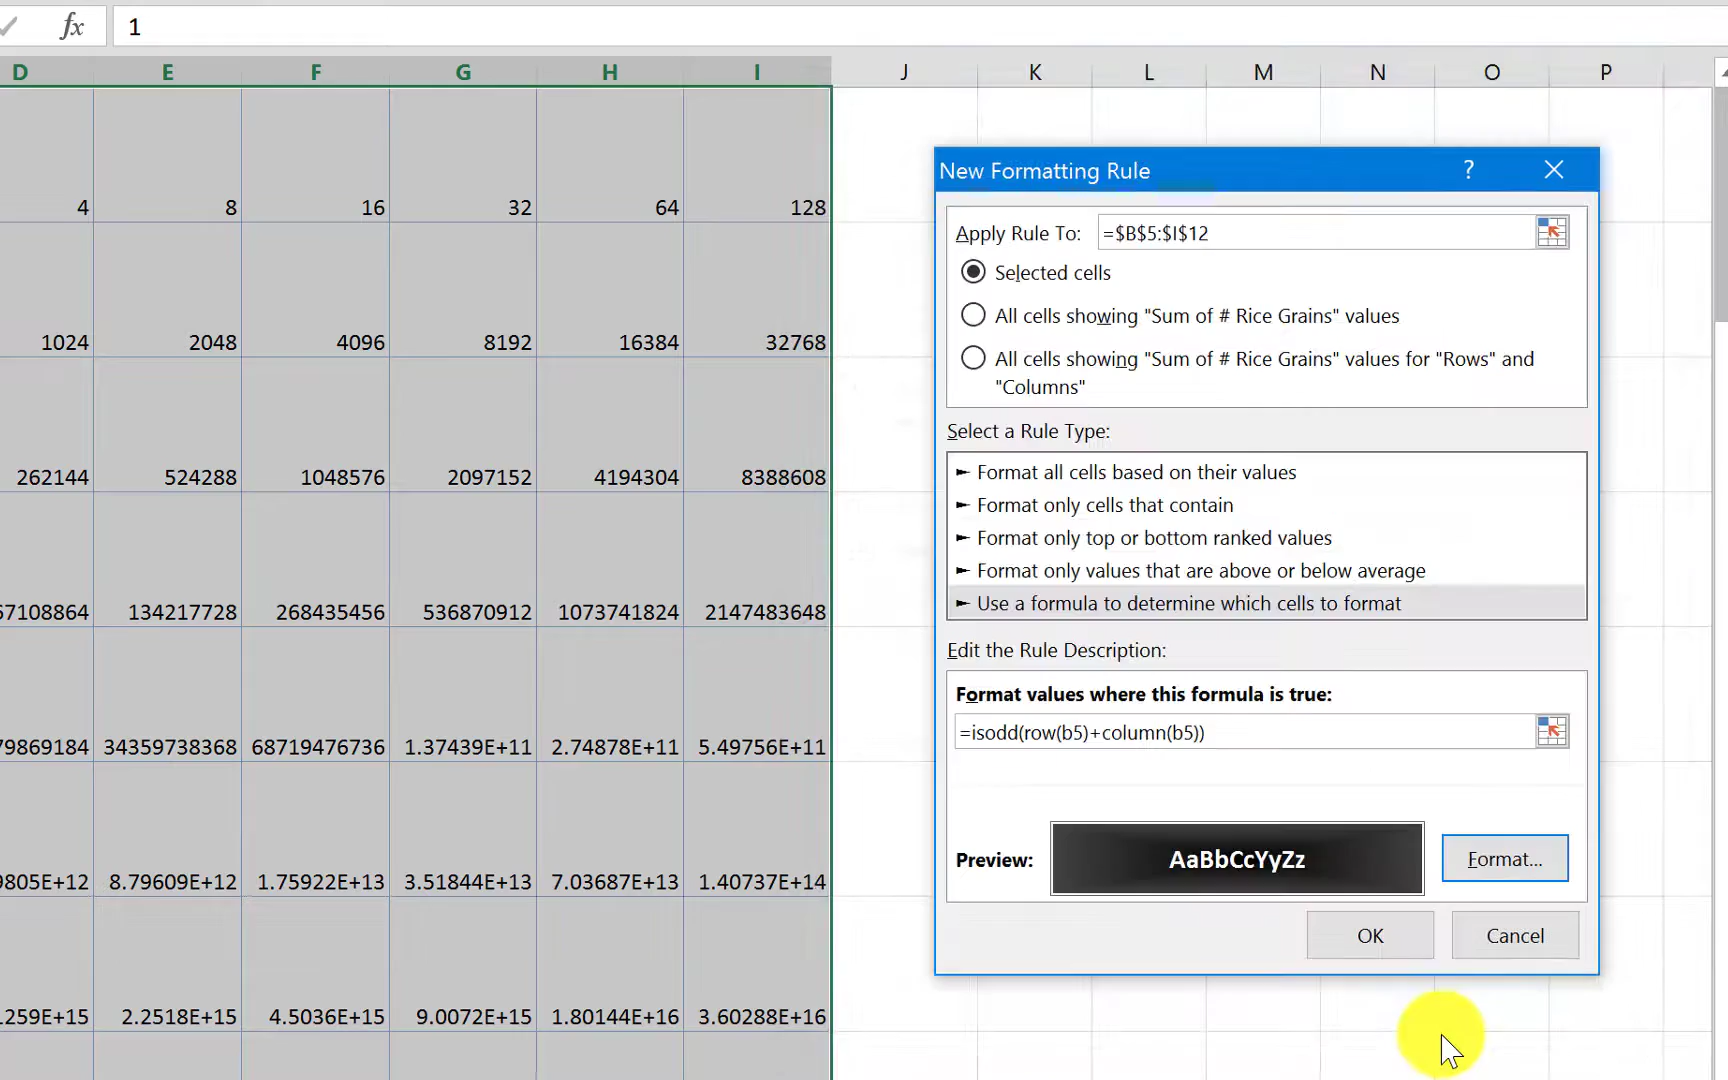 fx 1
D E F G H I J K L M N O P
4 8 16 32 64 128
1024 2048 4096 8192 16384 32768
262144 524288 1048576 2097152 4194304 8388608
134217728 268435456 536870912 1073741824 2147483648
34359738368 68719476736 1.37439E+11 2.74878E+11 5.49756E+11
8.79609E+12 1.75922E+13 3.51844E+13 7.03687E+13 1.40737E+14
2.2518E+15 4.5036E+15 9.0072E+15 1.80144E+16 3.60288E+16
New Formatting Rule ?
Apply Rule To: =$B$5:$I$12
Selected cells
All cells showing "Sum of # Rice Grains" values
All cells showing "Sum of # Rice Grains" values for "Rows" and
"Columns"
Select a Rule Type:
► Format all cells based on their values
► Format only cells that contain
► Format only top or bottom ranked values
► Format only values that are above or below average
► Use a formula to determine which cells to format
Edit the Rule Description:
Format values where this formula is true:
=isodd(row(b5)+column(b5))
Preview: AaBbCcYyZz Format...
OK Cancel